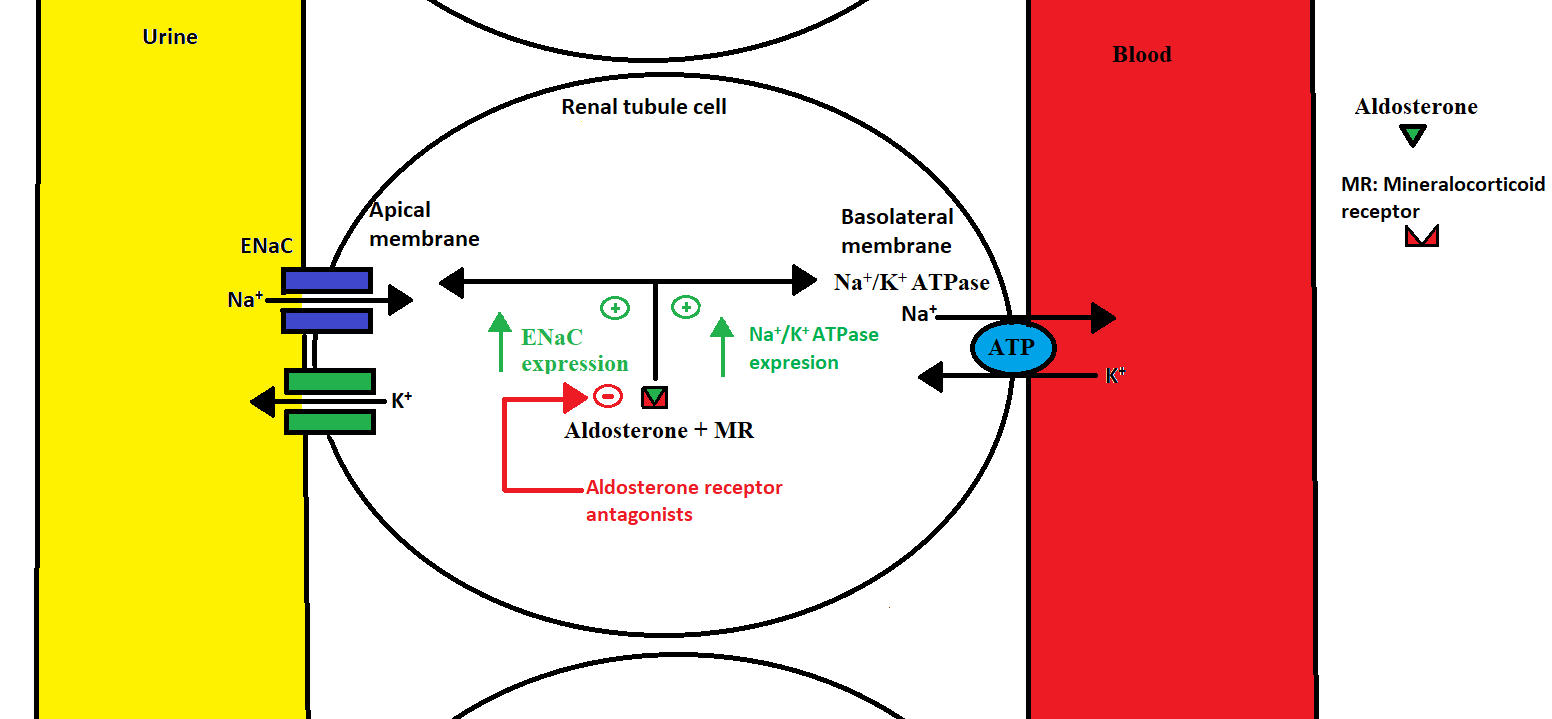 Urine
Renal tubule cell
Blood
Aldosterone
MR: Mineralocorticoid
receptor
Apical
membrane
Basolateral
membrane
ENaC
Na⁺
Na⁺/K⁺ ATPase
Na⁺
ENaC
expression
Na⁺/K⁺ ATPase
expresion
ATP
K⁺
K⁺
Aldosterone + MR
Aldosterone receptor
antagonists